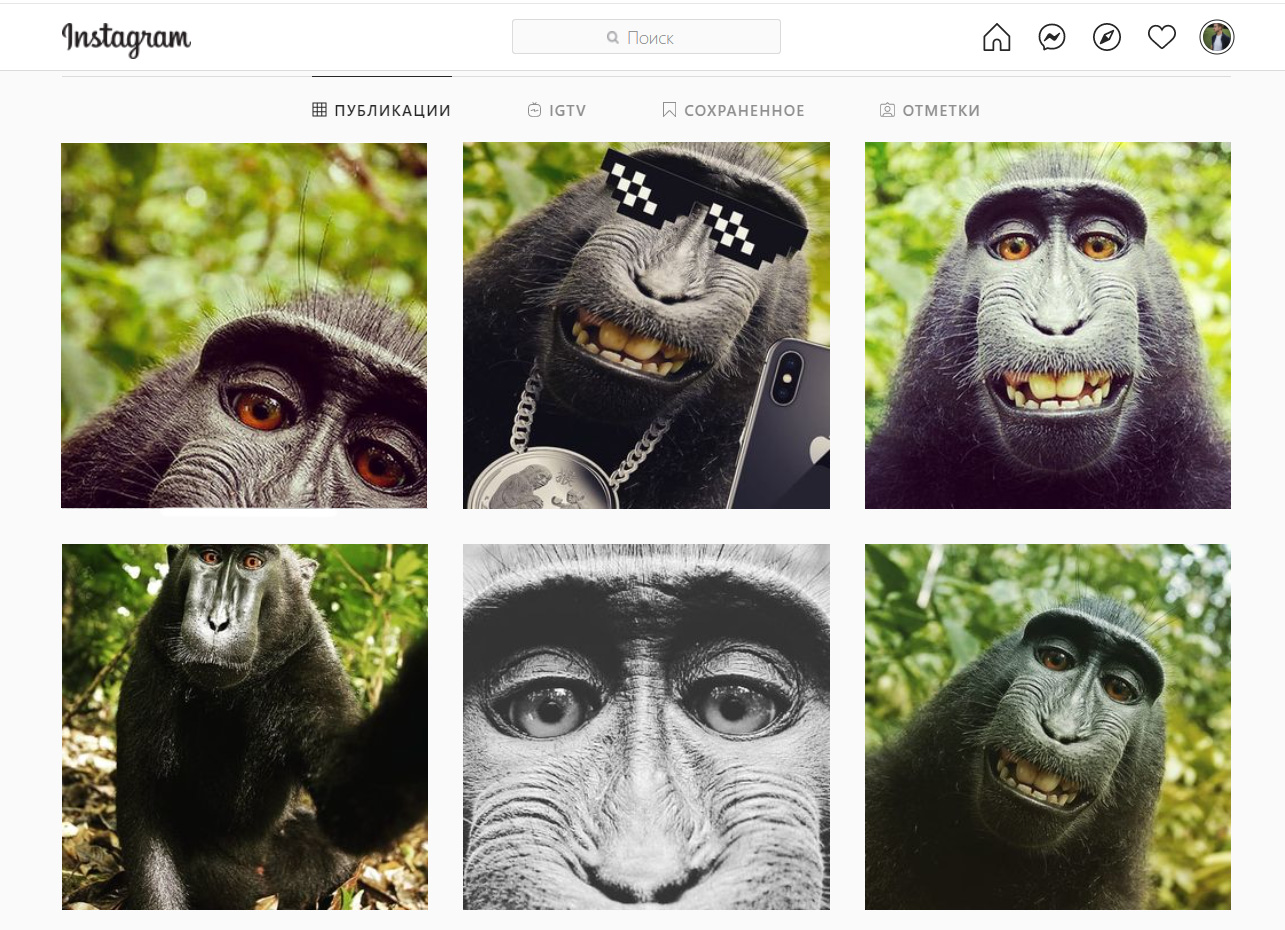 Instagram
Поиск
ПУБЛИКАЦИИ
IGTV
СОХРАНЕННОЕ
ОТМЕТКИ